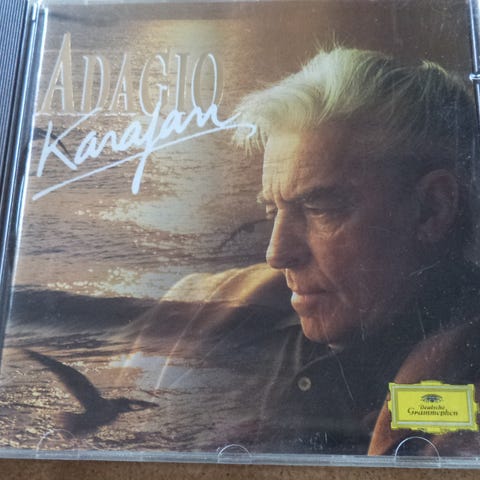 ADAGIO
Karajan
Deutsche
Grammophon